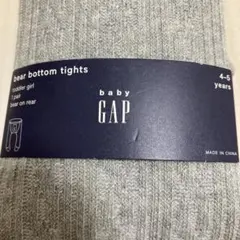 bear bottom tights
toddler girl
1 pair
bear on rear
baby
GAP
4-5
years
MADE IN CHINA